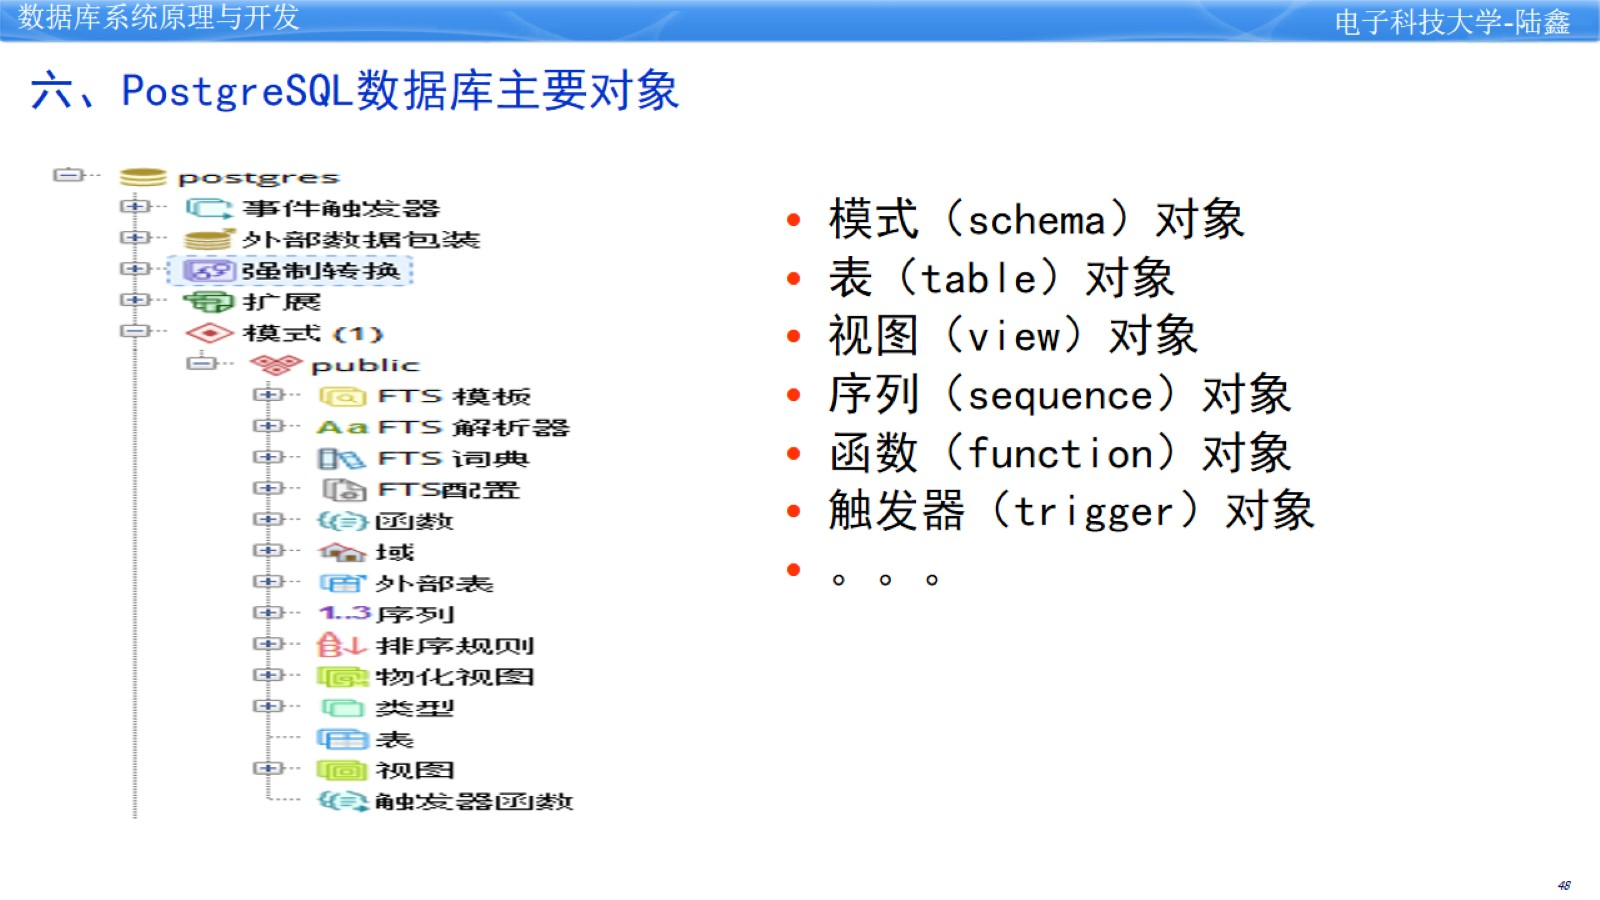 数据库系统原理与开发
电子科技大学-陆鑫
六、PostgreSQL数据库主要对象
postgres
事件触发器
外部数据包装
强制转换
扩展
模式 (1)
public
FTS 模板
Aa FTS 解析器
FTS 词典
FTS配置
函数
域
外部表
1..3 序列
排序规则
物化视图
类型
表
视图
触发器函数
• 模式（schema）对象
• 表（table）对象
• 视图（view）对象
• 序列（sequence）对象
• 函数（function）对象
• 触发器（trigger）对象
• 。。。
48